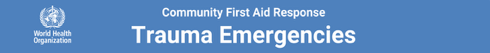 World Health
Organization
Community First Aid Response
Trauma Emergencies